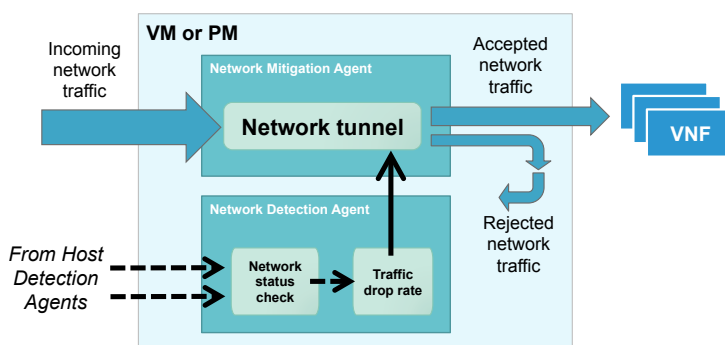 VM or PM
Incoming
network
traffic
Network Mitigation Agent
Network tunnel
Accepted
network
traffic
VNF
Rejected
network
traffic
Network Detection Agent
From Host
Detection
Agents
Network
status
check
Traffic
drop rate